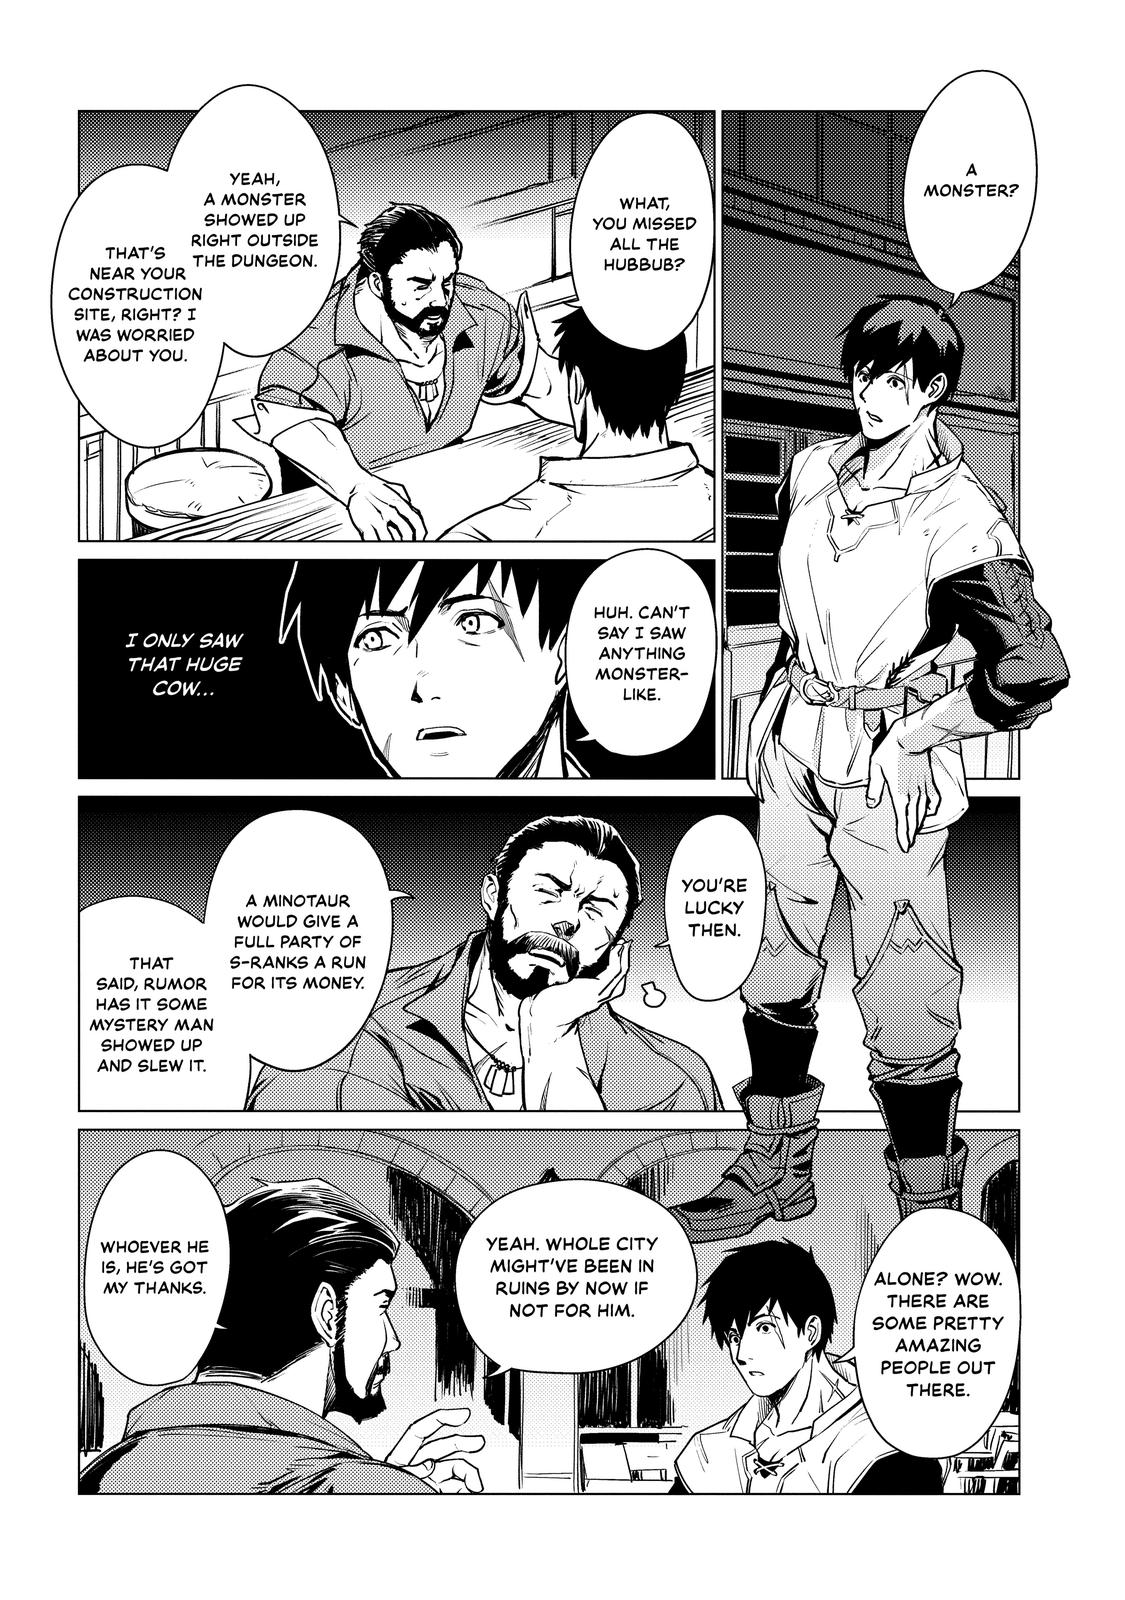 A
MONSTER?
WHAT,
YOU MISSED
ALL THE
HUBBUB?
YEAH,
A MONSTER
SHOWED UP
RIGHT OUTSIDE
THE DUNGEON.
THAT'S
NEAR YOUR
CONSTRUCTION
SITE, RIGHT? I
WAS WORRIED
ABOUT YOU.
HUH. CAN'T
SAY I SAW
ANYTHING
MONSTER-
LIKE.
I ONLY SAW
THAT HUGE
COW...
YOU'RE
LUCKY
THEN.
A MINOTAUR
WOULD GIVE A
FULL PARTY OF
S-RANKS A RUN
FOR ITS MONEY.
THAT
SAID, RUMOR
HAS IT SOME
MYSTERY MAN
SHOWED UP
AND SLEW IT.
ALONE? WOW.
THERE ARE
SOME PRETTY
AMAZING
PEOPLE OUT
THERE.
YEAH. WHOLE CITY
MIGHT'VE BEEN IN
RUINS BY NOW IF
NOT FOR HIM.
WHOEVER HE
IS, HE'S GOT
MY THANKS.